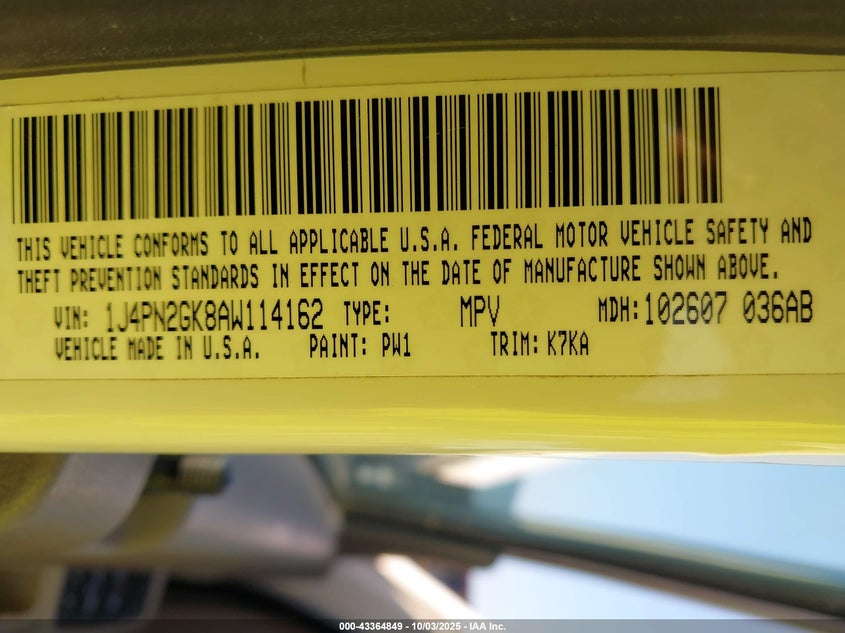 THIS VEHICLE CONFORMS TO ALL APPLICABLE U.S.A. FEDERAL MOTOR VEHICLE SAFETY AND
THEFT PREVENTION STANDARDS IN EFFECT ON THE DATE OF MANUFACTURE SHOWN ABOVE.
VIN: 1J4PN2GK8AW114162 TYPE: MPV MDH: 102607 036AB
VEHICLE MADE IN U.S.A. PAINT: PW1 TRIM: K7KA
000-43364849 - 10/03/2025 - IAA Inc.